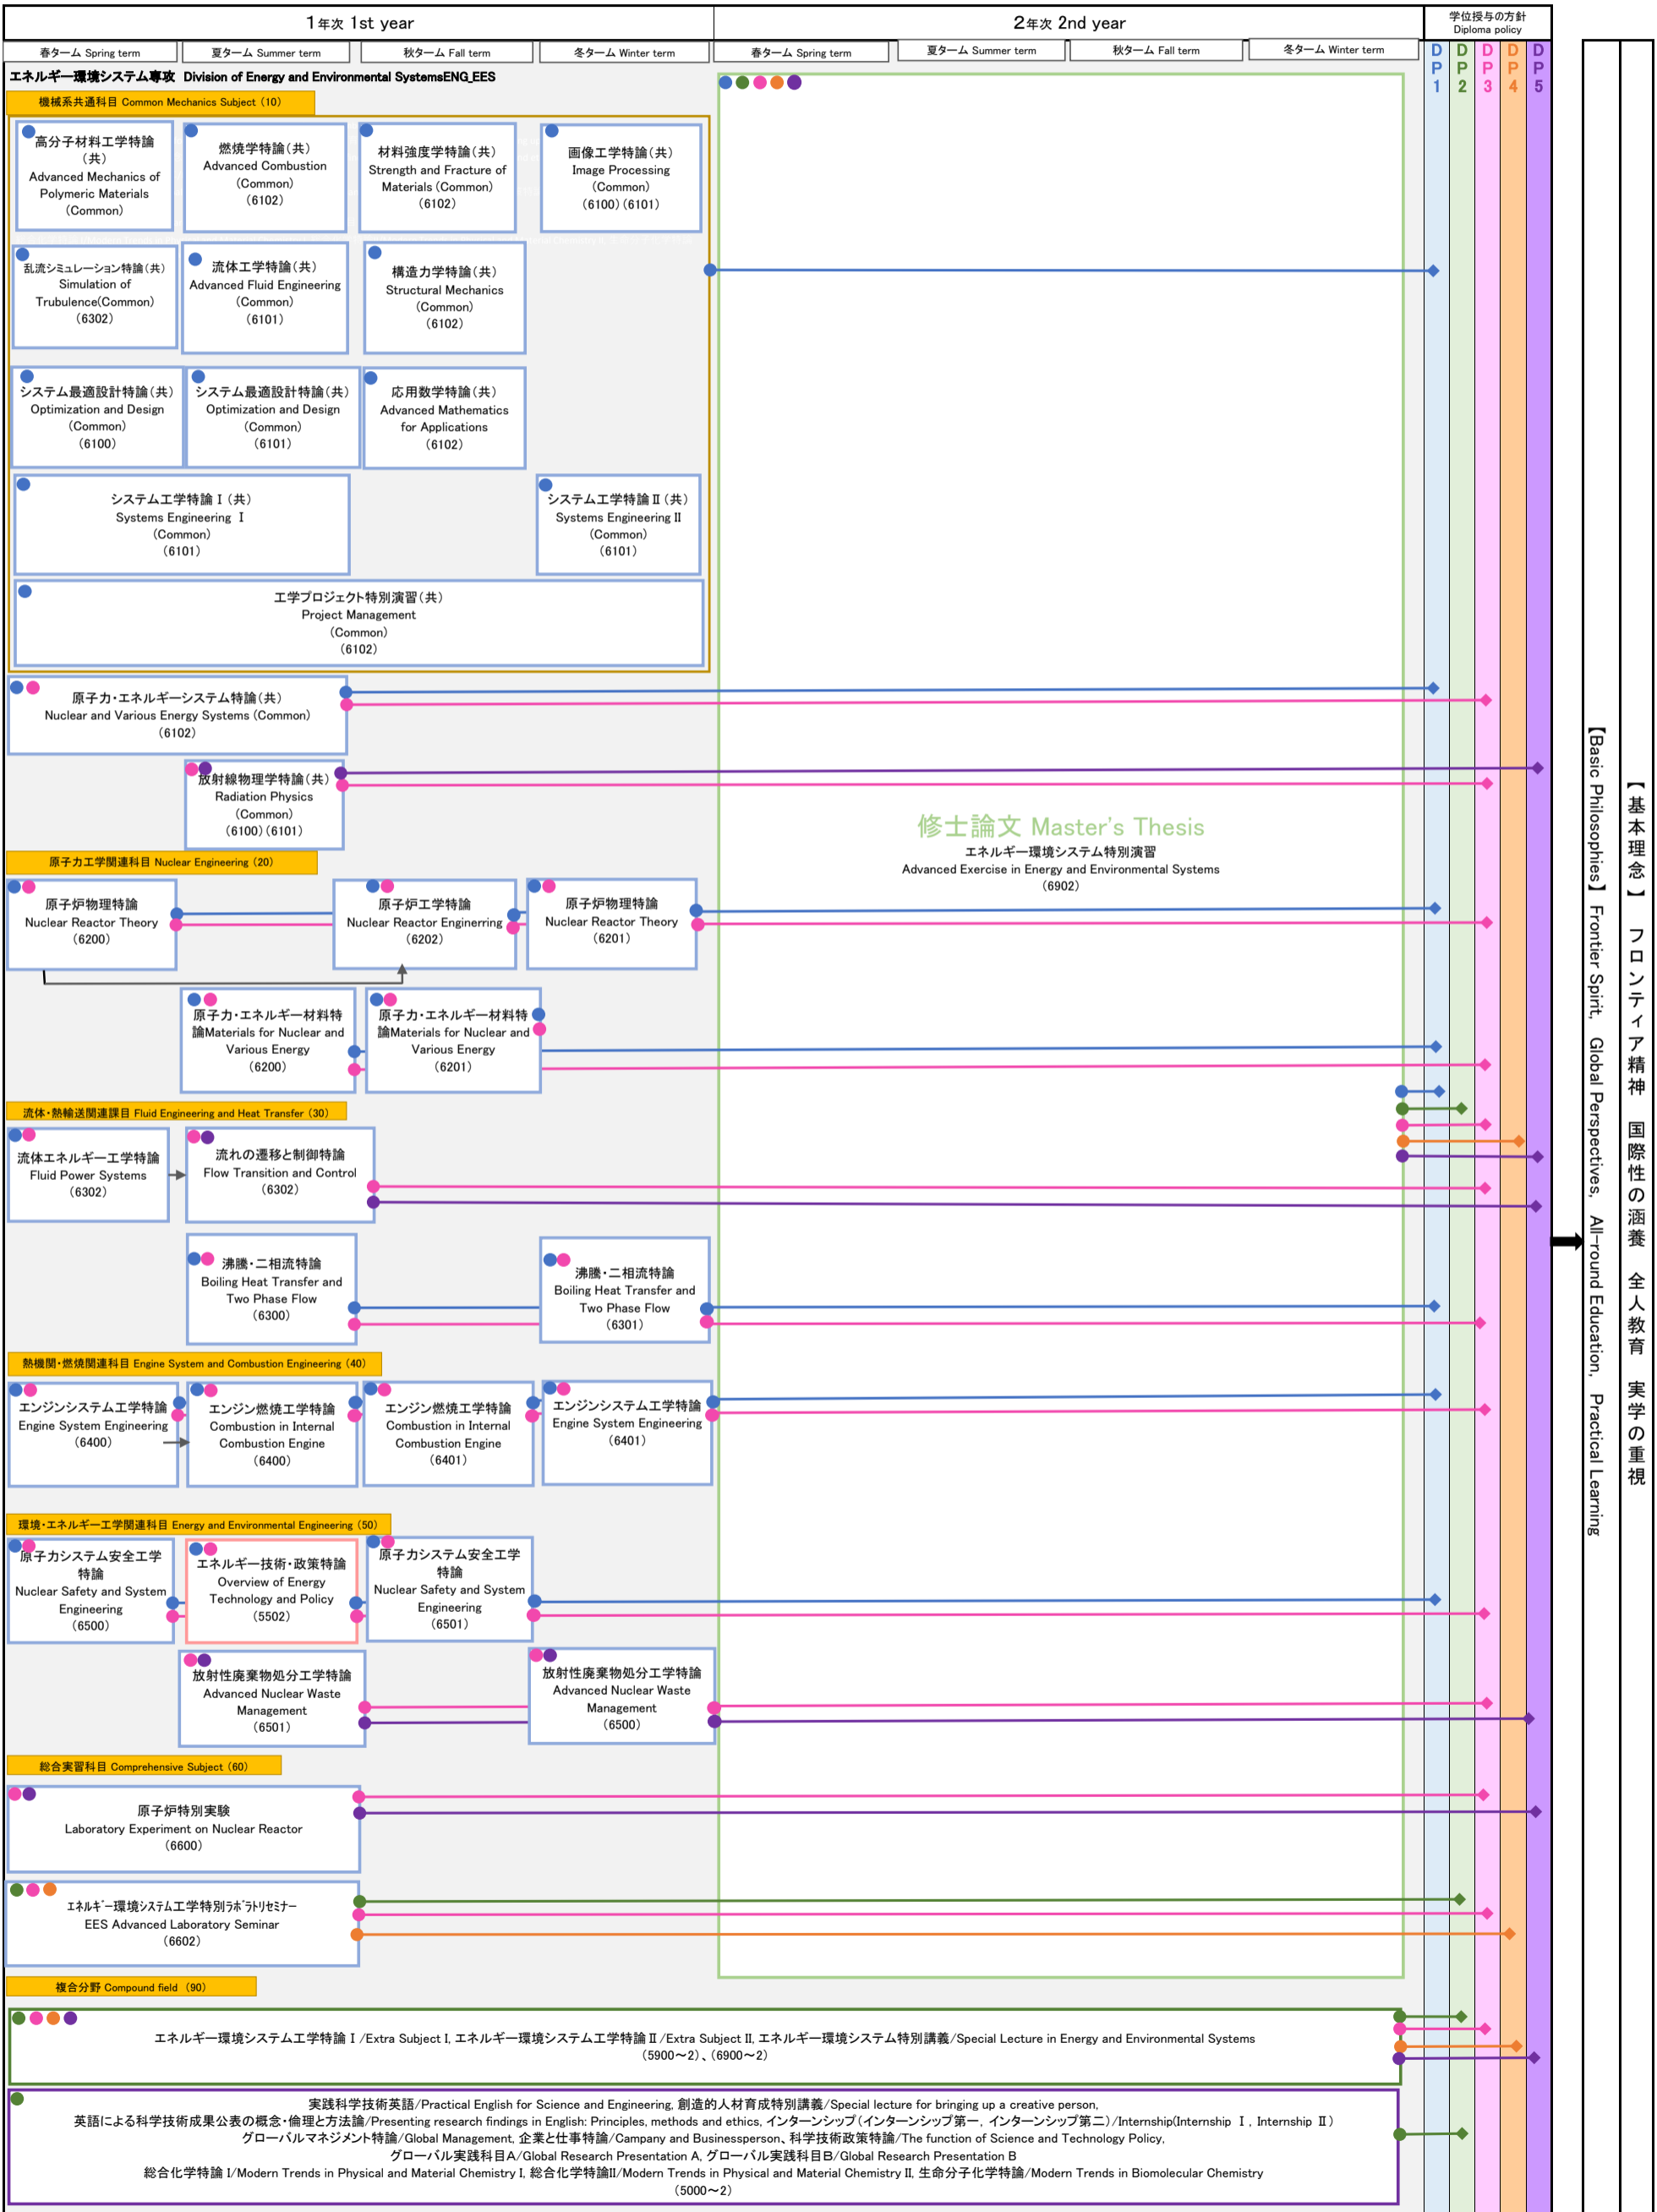 1年次 1st year
2年次 2nd year
学位授与の方針
Diploma policy
春ターム Spring term
夏ターム Summer term
秋ターム Fall term
冬ターム Winter term
春ターム Spring term
夏ターム Summer term
秋ターム Fall term
冬ターム Winter term
DP1
DP2
DP3
DP4
DP5
エネルギー環境システム専攻 Division of Energy and Environmental SystemsENG_EES
機械系共通科目 Common Mechanics Subject (10)
高分子材料工学特論
(共)
Advanced Mechanics of
Polymeric Materials
(Common)
燃焼学特論(共)
Advanced Combustion
(Common)
(6102)
材料強度学特論(共)
Strength and Fracture of
Materials (Common)
(6102)
画像工学特論(共)
Image Processing
(Common)
(6100)(6101)
乱流シミュレーション特論(共)
Simulation of
Trubulence(Common)
(6302)
流体工学特論(共)
Advanced Fluid Engineering
(Common)
(6101)
構造力学特論(共)
Structural Mechanics
(Common)
(6102)
システム最適設計特論(共)
Optimization and Design
(Common)
(6100)
システム最適設計特論(共)
Optimization and Design
(Common)
(6101)
応用数学特論(共)
Advanced Mathematics
for Applications
(6102)
システム工学特論Ⅰ(共)
Systems Engineering Ⅰ
(Common)
(6101)
システム工学特論Ⅱ(共)
Systems Engineering Ⅱ
(Common)
(6101)
工学プロジェクト特別演習(共)
Project Management
(Common)
(6102)
原子力・エネルギーシステム特論(共)
Nuclear and Various Energy Systems (Common)
(6102)
放射線物理学特論(共)
Radiation Physics
(Common)
(6100)(6101)
修士論文 Master's Thesis
エネルギー環境システム特別演習
Advanced Exercise in Energy and Environmental Systems
(6902)
原子力工学関連科目 Nuclear Engineering (20)
原子炉物理特論
Nuclear Reactor Theory
(6200)
原子炉工学特論
Nuclear Reactor Enginerring
(6202)
原子炉物理特論
Nuclear Reactor Theory
(6201)
原子力・エネルギー材料特
論Materials for Nuclear and
Various Energy
(6200)
原子力・エネルギー材料特
論Materials for Nuclear and
Various Energy
(6201)
流体・熱輸送関連課目 Fluid Engineering and Heat Transfer (30)
流体エネルギー工学特論
Fluid Power Systems
(6302)
流れの遷移と制御特論
Flow Transition and Control
(6302)
沸騰・二相流特論
Boiling Heat Transfer and
Two Phase Flow
(6300)
沸騰・二相流特論
Boiling Heat Transfer and
Two Phase Flow
(6301)
熱機関・燃焼関連科目 Engine System and Combustion Engineering (40)
エンジンシステム工学特論
Engine System Engineering
(6400)
エンジン燃焼工学特論
Combustion in Internal
Combustion Engine
(6400)
エンジン燃焼工学特論
Combustion in Internal
Combustion Engine
(6401)
エンジンシステム工学特論
Engine System Engineering
(6401)
環境・エネルギー工学関連科目 Energy and Environmental Engineering (50)
原子力システム安全工学
特論
Nuclear Safety and System
Engineering
(6500)
エネルギー技術・政策特論
Overview of Energy
Technology and Policy
(5502)
原子力システム安全工学
特論
Nuclear Safety and System
Engineering
(6501)
放射性廃棄物処分工学特論
Advanced Nuclear Waste
Management
(6501)
放射性廃棄物処分工学特論
Advanced Nuclear Waste
Management
(6500)
総合実習科目 Comprehensive Subject (60)
原子炉特別実験
Laboratory Experiment on Nuclear Reactor
(6600)
エネルギー環境システム工学特別ラボラトリセミナー
EES Advanced Laboratory Seminar
(6602)
複合分野 Compound field (90)
エネルギー環境システム工学特論Ⅰ/Extra Subject I, エネルギー環境システム工学特論Ⅱ/Extra Subject II, エネルギー環境システム特別講義/Special Lecture in Energy and Environmental Systems
(5900～2)、(6900～2)
実践科学技術英語/Practical English for Science and Engineering, 創造的人材育成特別講義/Special lecture for bringing up a creative person,
英語による科学技術成果公表の概念・倫理と方法論/Presenting research findings in English: Principles, methods and ethics, インターンシップ(インターンシップ第一, インターンシップ第二)/Internship(Internship Ⅰ, Internship Ⅱ)
グローバルマネジメント特論/Global Management, 企業と仕事特論/Campany and Businessperson、科学技術政策特論/The function of Science and Technology Policy,
グローバル実践科目A/Global Research Presentation A, グローバル実践科目B/Global Research Presentation B
総合化学特論 I/Modern Trends in Physical and Material Chemistry I, 総合化学特論II/Modern Trends in Physical and Material Chemistry II, 生命分子化学特論/Modern Trends in Biomolecular Chemistry
(5000～2)
【Basic Philosophies】 Frontier Spirit, Global Perspectives, All-round Education, Practical Learning
【基本理念】 フロンティア精神 国際性の涵養 全人教育 実学の重視